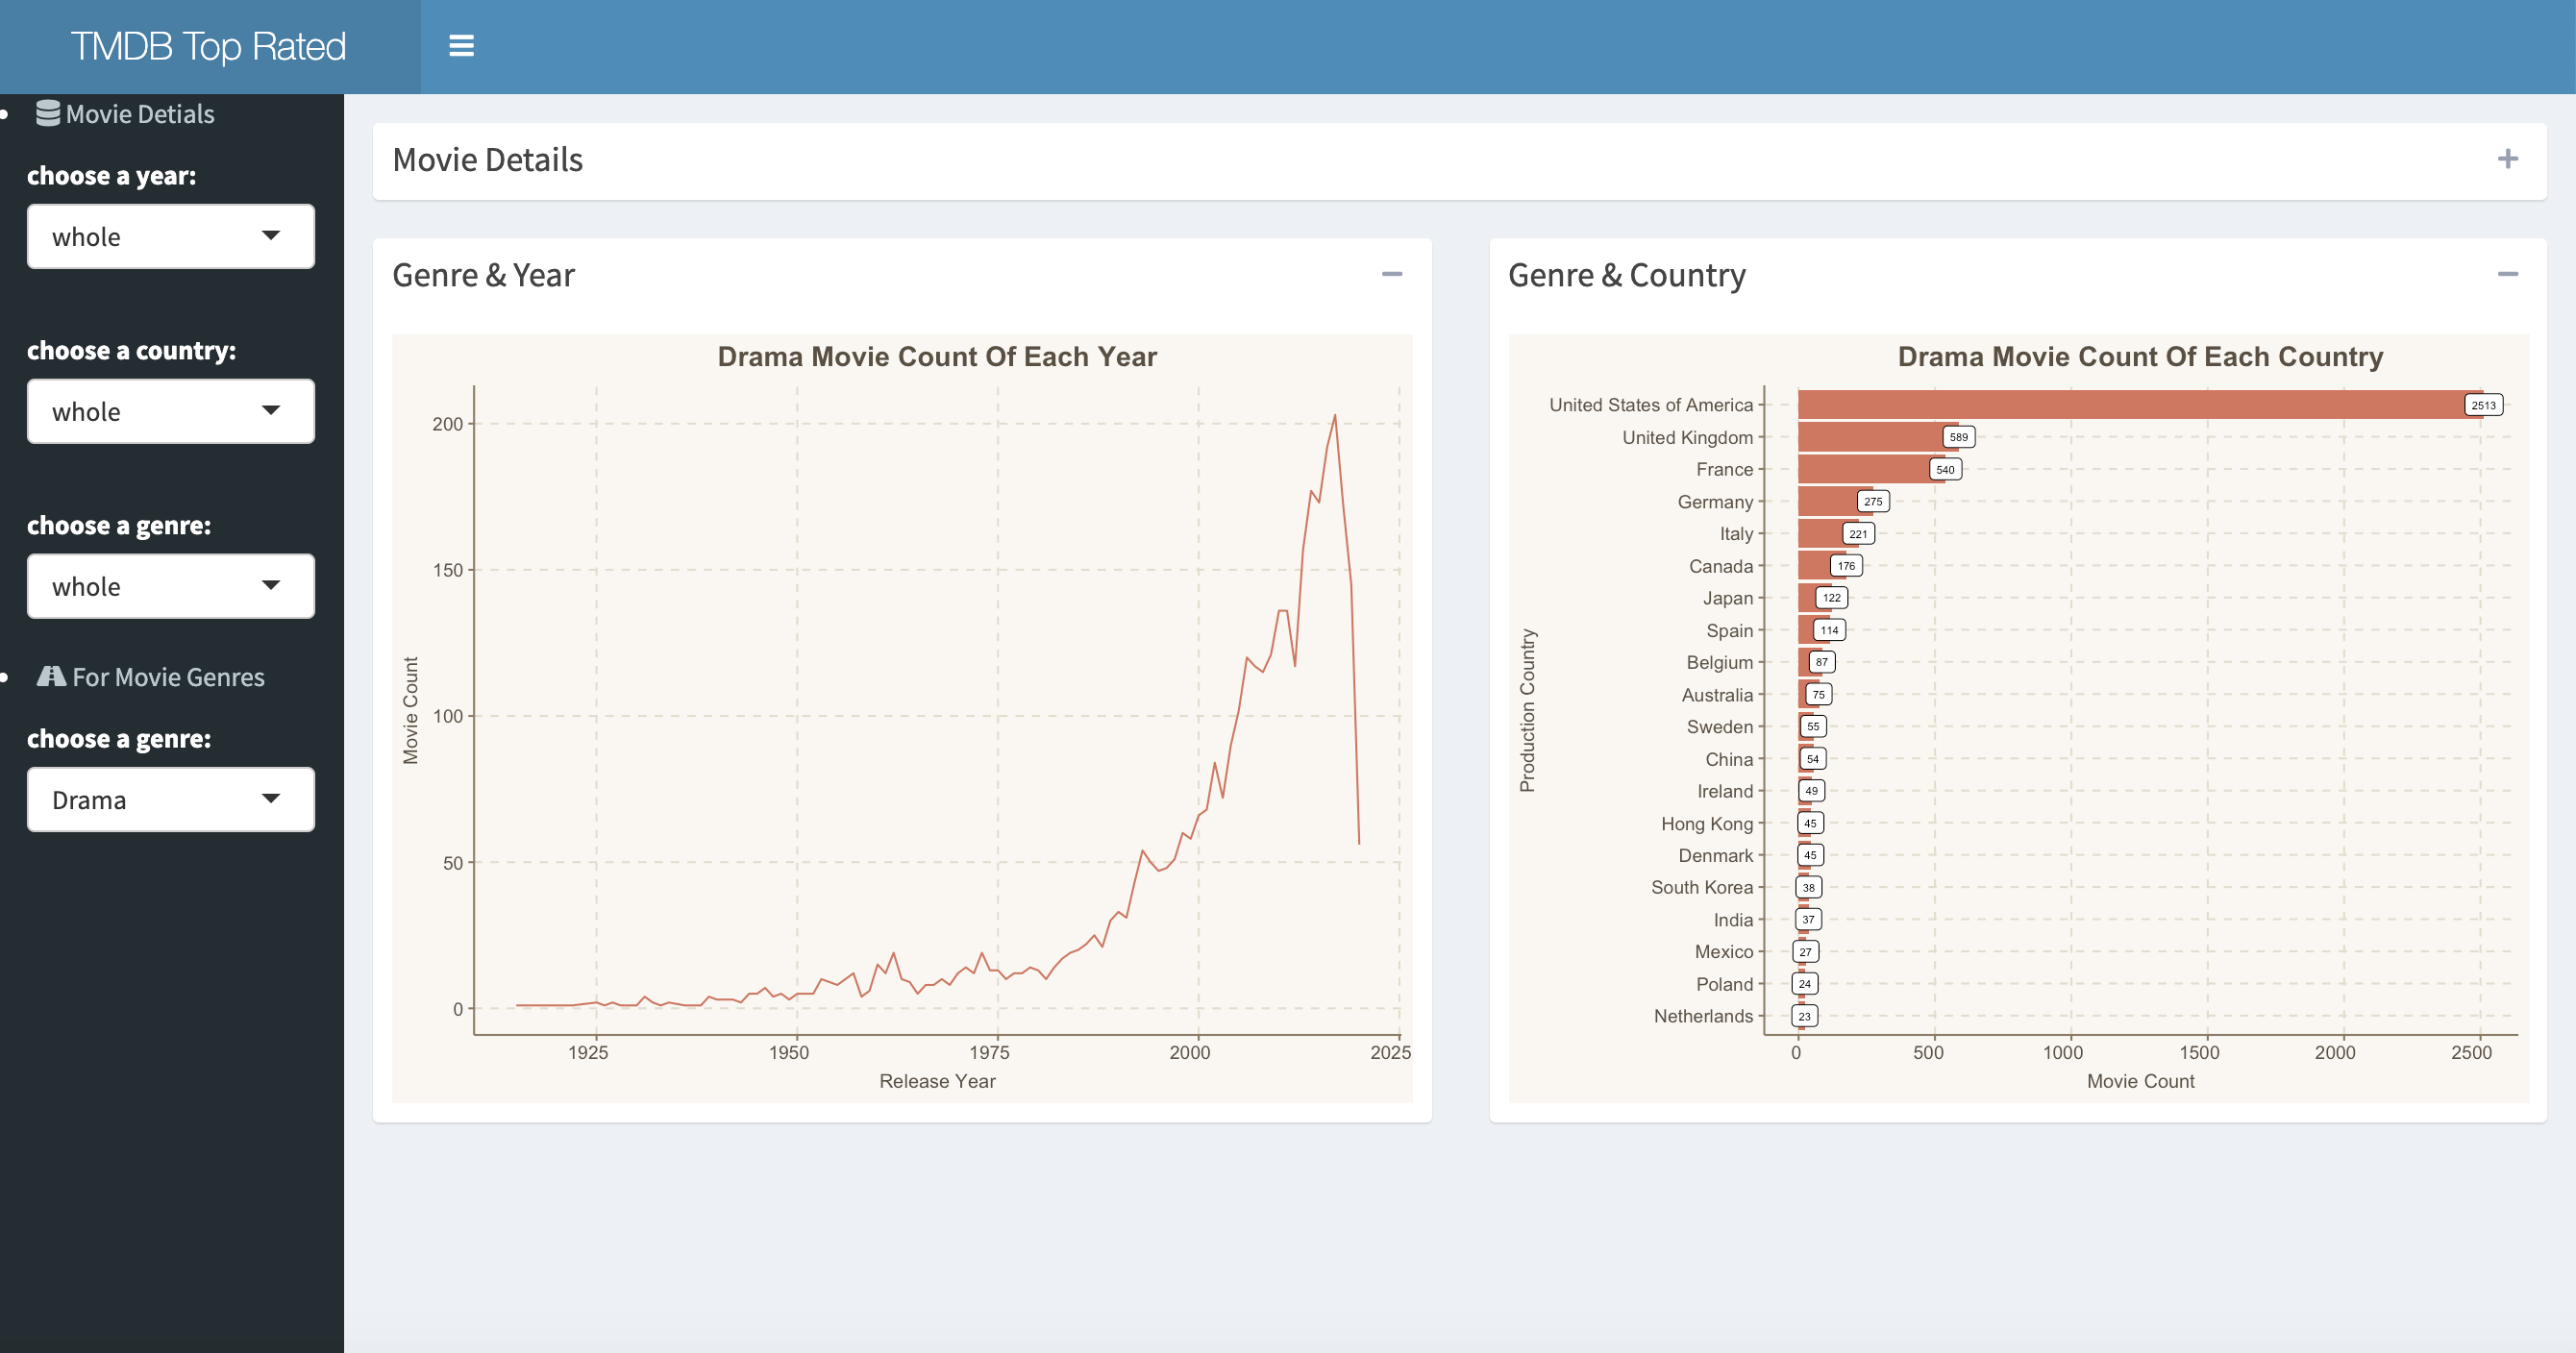 TMDB Top Rated
Movie Detials
choose a year:
whole
choose a country:
whole
choose a genre:
whole
For Movie Genres
choose a genre:
Drama
Movie Details
Genre & Year
Drama Movie Count Of Each Year
Movie Count
200
150
100
50
0
1925 1950 1975 2000 2025
Release Year
Genre & Country
Drama Movie Count Of Each Country
Production Country
United States of America 2513
United Kingdom 589
France 540
Germany 275
Italy 221
Canada 176
Japan 122
Spain 114
Belgium 87
Australia 75
Sweden 55
China 54
Ireland 49
Hong Kong 45
Denmark 45
South Korea 38
India 37
Mexico 27
Poland 24
Netherlands 23
0 500 1000 1500 2000 2500
Movie Count